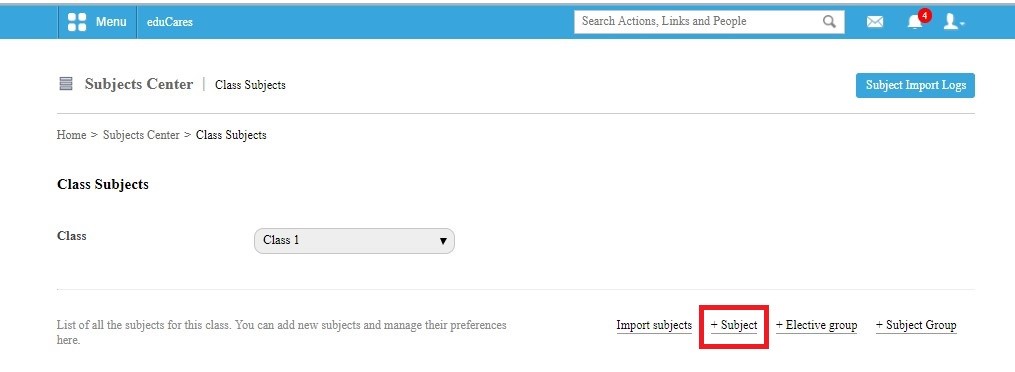 Menu eduCares Search Actions, Links and People 4
Subjects Center | Class Subjects Subject Import Logs
Home > Subjects Center > Class Subjects
Class Subjects
Class Class 1
List of all the subjects for this class. You can add new subjects and manage their preferences Import subjects + Subject + Elective group + Subject Group
here.